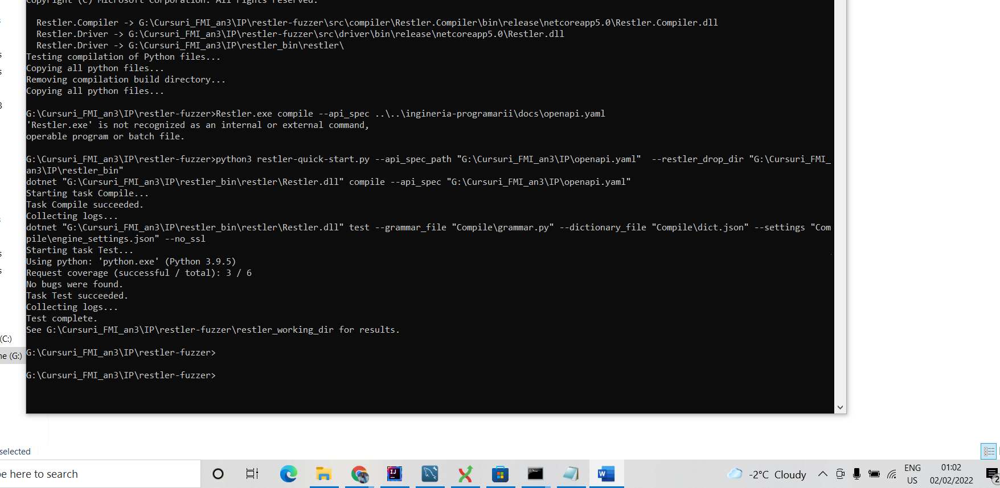 Copyright (C) Microsoft Corporation. All rights reserved.
Restler.Compiler -> G:\Cursuri_FMI_an3\IP\restler-fuzzer\src\compiler\Restler.Compiler\bin\release\netcoreapp5.0\Restler.Compiler.dll
Restler.Driver -> G:\Cursuri_FMI_an3\IP\restler-fuzzer\src\driver\bin\release\netcoreapp5.0\Restler.dll
Restler.Driver -> G:\Cursuri_FMI_an3\IP\restler_bin\restler\
Testing compilation of Python files...
Copying all python files...
Removing compilation build directory...
Copying all python files...
G:\Cursuri_FMI_an3\IP\restler-fuzzer>Restler.exe compile --api_spec ..\..\ingineria-programarii\docs\openapi.yaml
'Restler.exe' is not recognized as an internal or external command,
operable program or batch file.
G:\Cursuri_FMI_an3\IP\restler-fuzzer>python3 restler-quick-start.py --api_spec_path "G:\Cursuri_FMI_an3\IP\openapi.yaml"  --restler_drop_dir "G:\Cursuri_FMI_
an3\IP\restler_bin"
dotnet "G:\Cursuri_FMI_an3\IP\restler_bin\restler\Restler.dll" compile --api_spec "G:\Cursuri_FMI_an3\IP\openapi.yaml"
Starting task Compile...
Task Compile succeeded.
Collecting logs...
dotnet "G:\Cursuri_FMI_an3\IP\restler_bin\restler\Restler.dll" test --grammar_file "Compile\grammar.py" --dictionary_file "Compile\dict.json" --settings "Com
pile\engine_settings.json" --no_ssl
Starting task Test...
Using python: 'python.exe' (Python 3.9.5)
Request coverage (successful / total): 3 / 6
No bugs were found.
Task Test succeeded.
Collecting logs...
Test complete.
See G:\Cursuri_FMI_an3\IP\restler-fuzzer\restler_working_dir for results.
(C:)
ne (G:)
G:\Cursuri_FMI_an3\IP\restler-fuzzer>
G:\Cursuri_FMI_an3\IP\restler-fuzzer>
selected
e here to search
IJ
W
-2°C Cloudy
ENG
US
01:02
02/02/2022
2